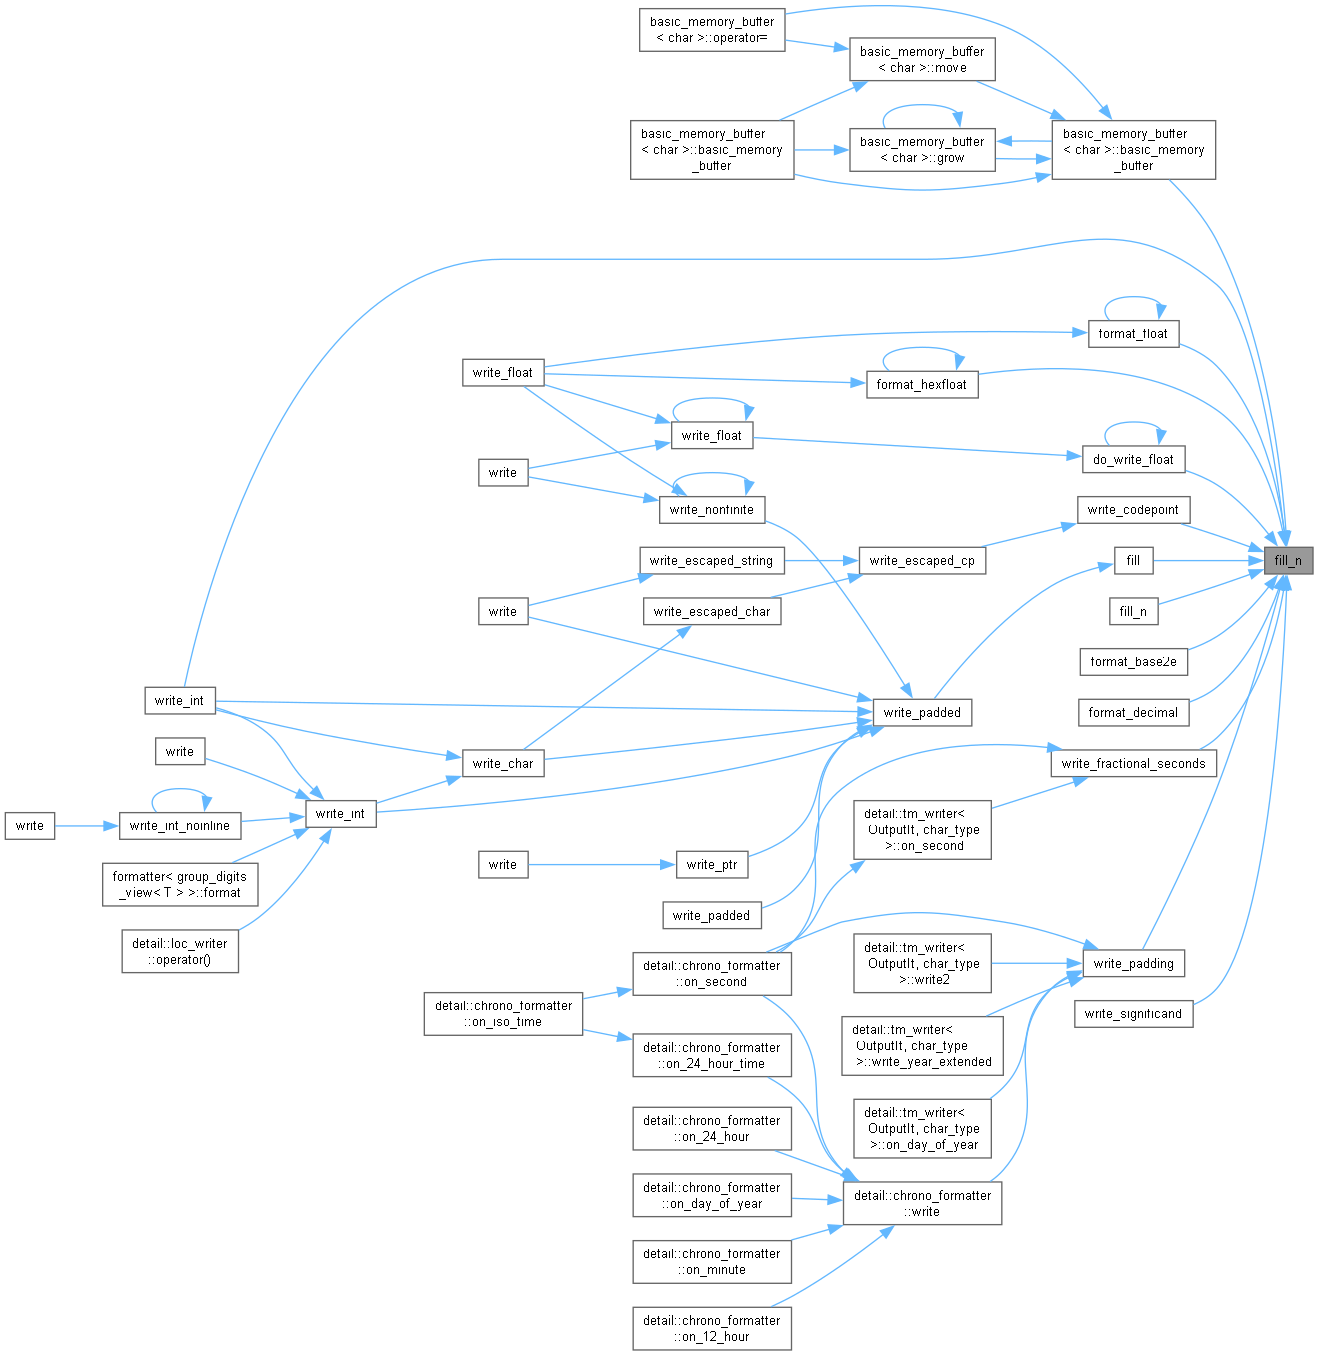 basic_memory_buffer
< char >::operator=
basic_memory_buffer
< char >::move
basic_memory_buffer
< char >::basic_memory
_buffer
basic_memory_buffer
< char >::grow
basic_memory_buffer
< char >::basic_memory
_buffer
format_float
write_float
format_hexfloat
write_float
do_write_float
write
write_nonfinite
write_codepoint
write_escaped_string
write_escaped_cp
fill
fill_n
write
write_escaped_char
fill_n
format_base2e
write_int
write_padded
format_decimal
write
write_char
write_fractional_seconds
write
write_int_noinline
write_int
detail::tm_writer<
OutputIt, char_type
>::on_second
formatter< group_digits
_view< T > >::format
write
write_ptr
write_padded
detail::loc_writer
::operator()
detail::chrono_formatter
::on_second
detail::tm_writer<
OutputIt, char_type
>::write2
write_padding
detail::chrono_formatter
::on_iso_time
write_significand
detail::chrono_formatter
::on_24_hour_time
detail::tm_writer<
OutputIt, char_type
>::write_year_extended
detail::chrono_formatter
::on_24_hour
detail::tm_writer<
OutputIt, char_type
>::on_day_of_year
detail::chrono_formatter
::on_day_of_year
detail::chrono_formatter
::write
detail::chrono_formatter
::on_minute
detail::chrono_formatter
::on_12_hour